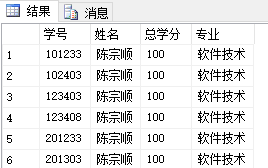 结果 消息
学号 姓名 总学分 专业
1 101233 陈宗顺 100 软件技术
2 102403 陈宗顺 100 软件技术
3 123403 陈宗顺 100 软件技术
4 123408 陈宗顺 100 软件技术
5 201233 陈宗顺 100 软件技术
6 201303 陈宗顺 100 软件技术